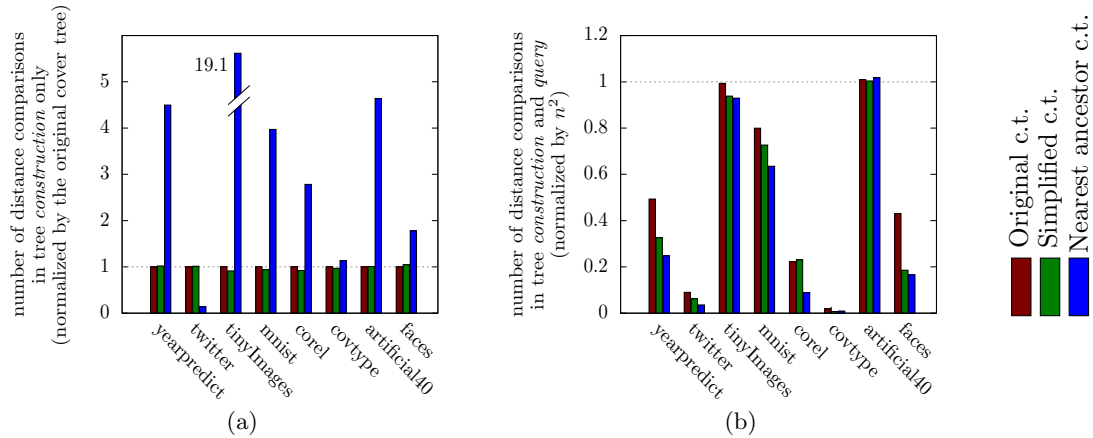 number of distance comparisons
in tree construction only
(normalized by the original cover tree)
5
4
3
2
1
0
19.1
yearpredict
twitter
tinyImages
mnist
corel
covtype
artificial40
faces
(a)
number of distance comparisons
in tree construction and query
(normalized by n²)
1.2
1
0.8
0.6
0.4
0.2
0
yearpredict
twitter
tinyImages
mnist
corel
covtype
artificial40
faces
(b)
Original c.t.
Simplified c.t.
Nearest ancestor c.t.